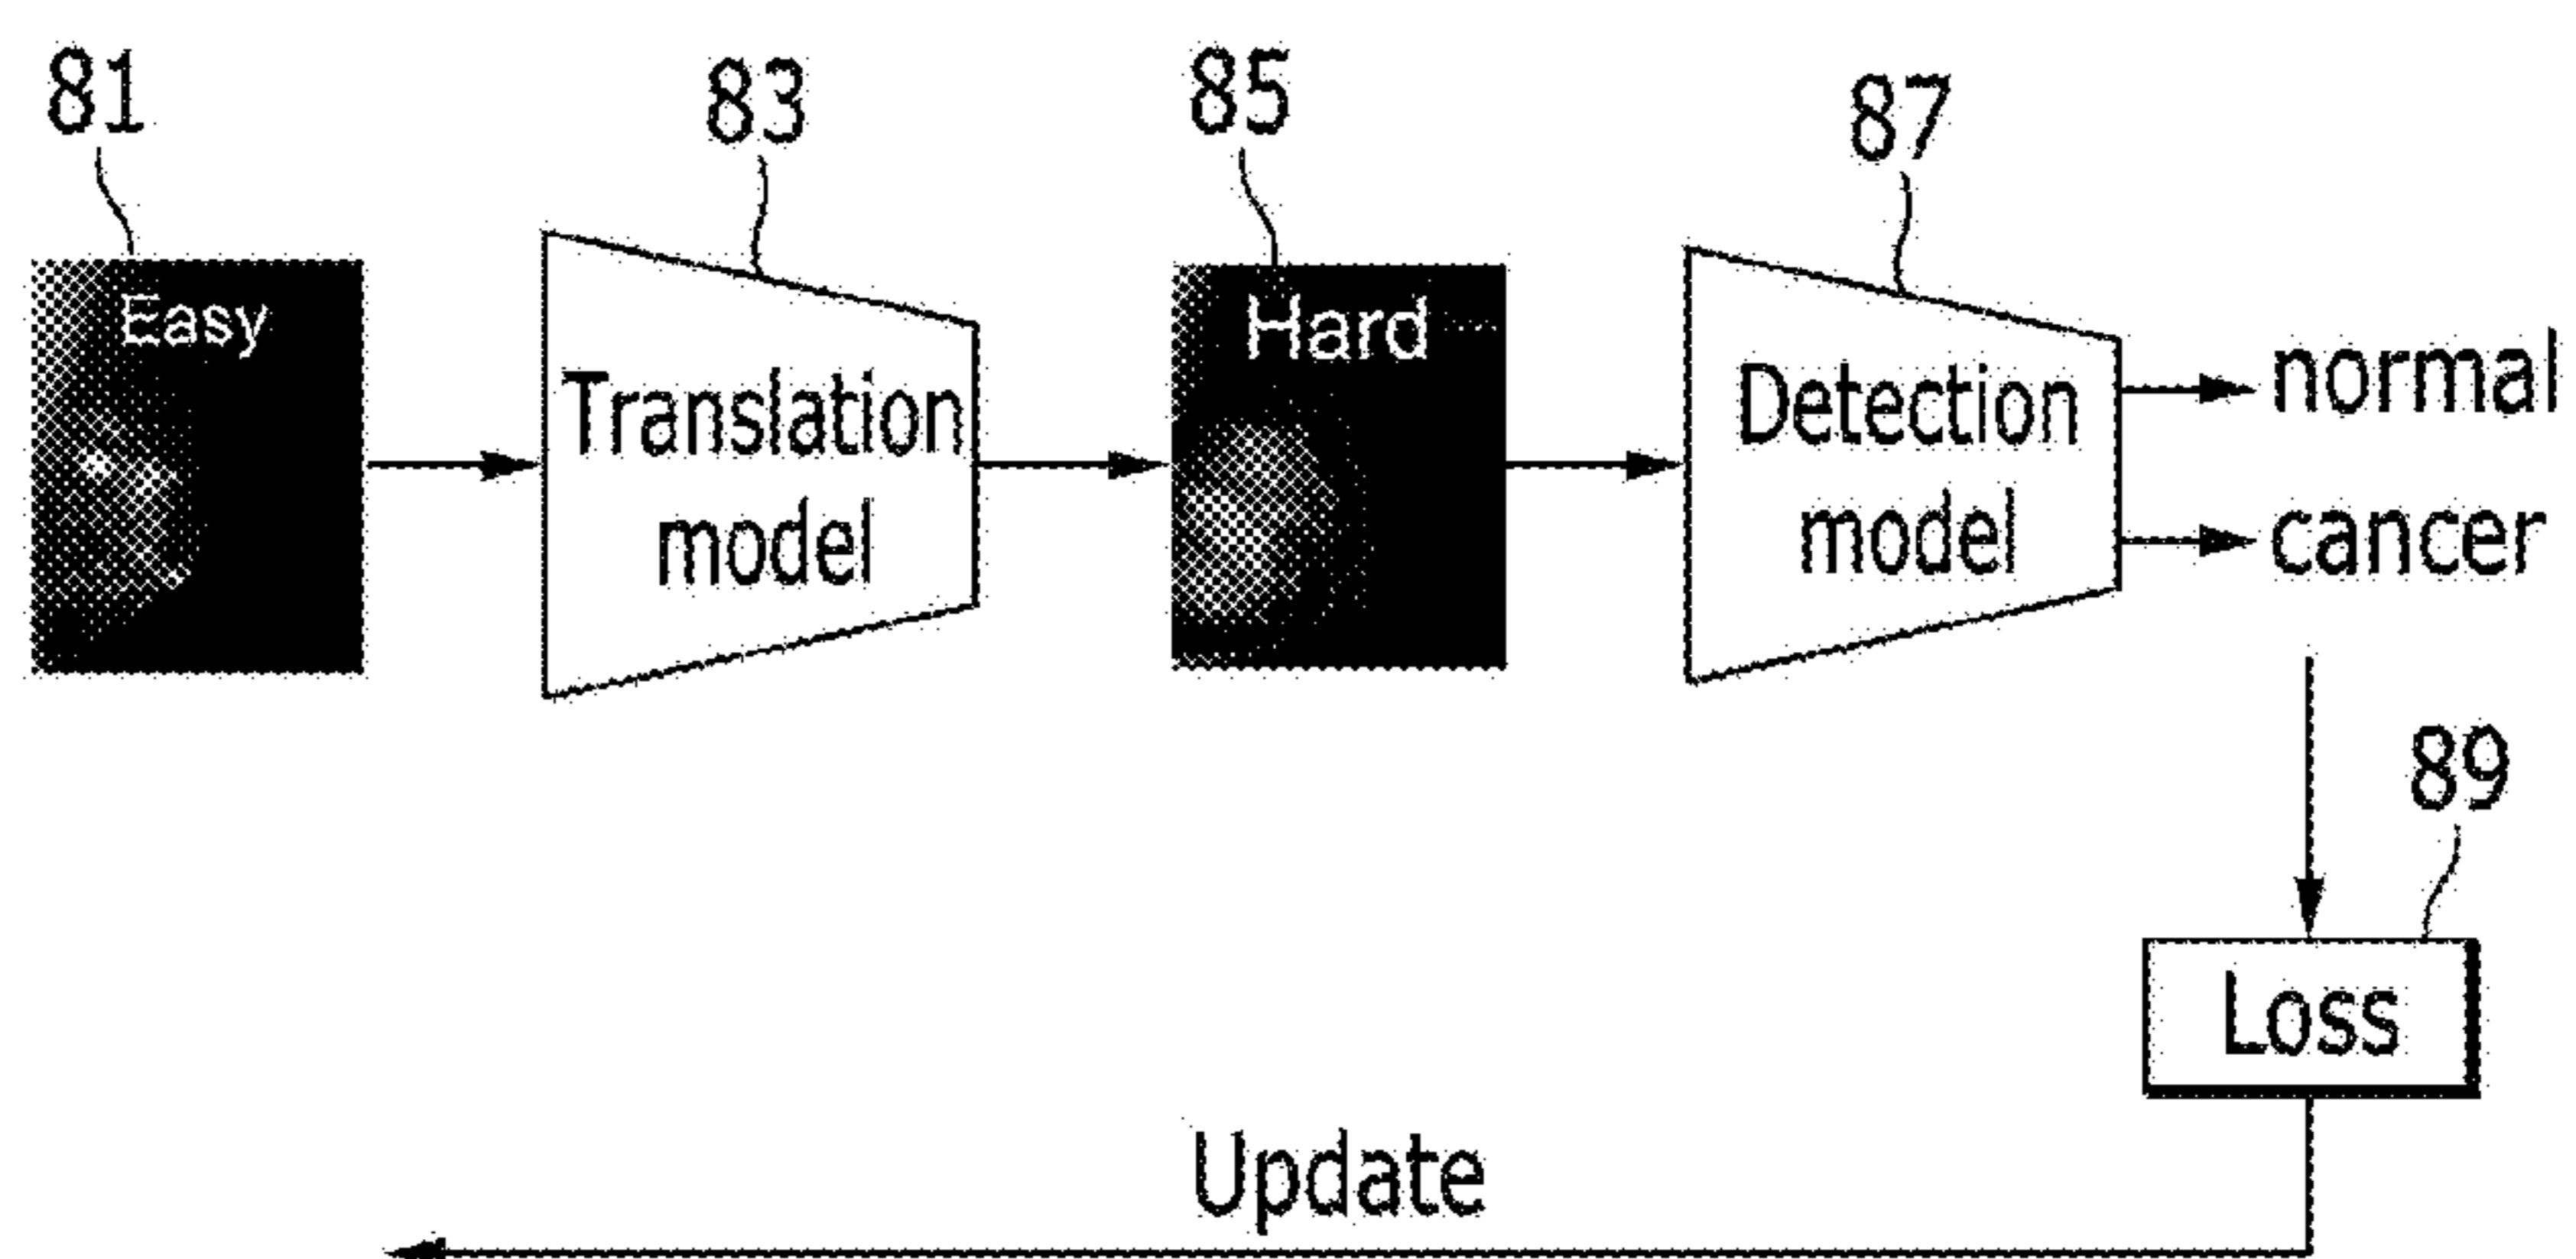 81
83
85
87
Easy
Hard
Translation
model
Detection
model
normal
cancer
89
Loss
Update